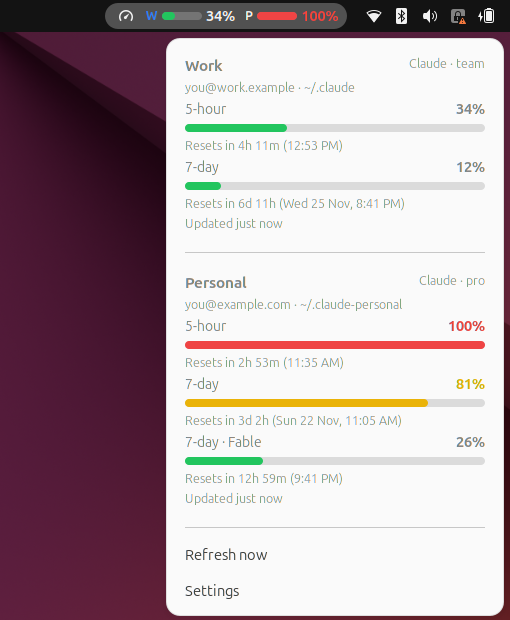 W 34% P 100%
Work Claude · team
you@work.example · ~/.claude
5-hour 34%
Resets in 4h 11m (12:53 PM)
7-day 12%
Resets in 6d 11h (Wed 25 Nov, 8:41 PM)
Updated just now
Personal Claude · pro
you@example.com · ~/.claude-personal
5-hour 100%
Resets in 2h 53m (11:35 AM)
7-day 81%
Resets in 3d 2h (Sun 22 Nov, 11:05 AM)
7-day · Fable 26%
Resets in 12h 59m (9:41 PM)
Updated just now
Refresh now
Settings